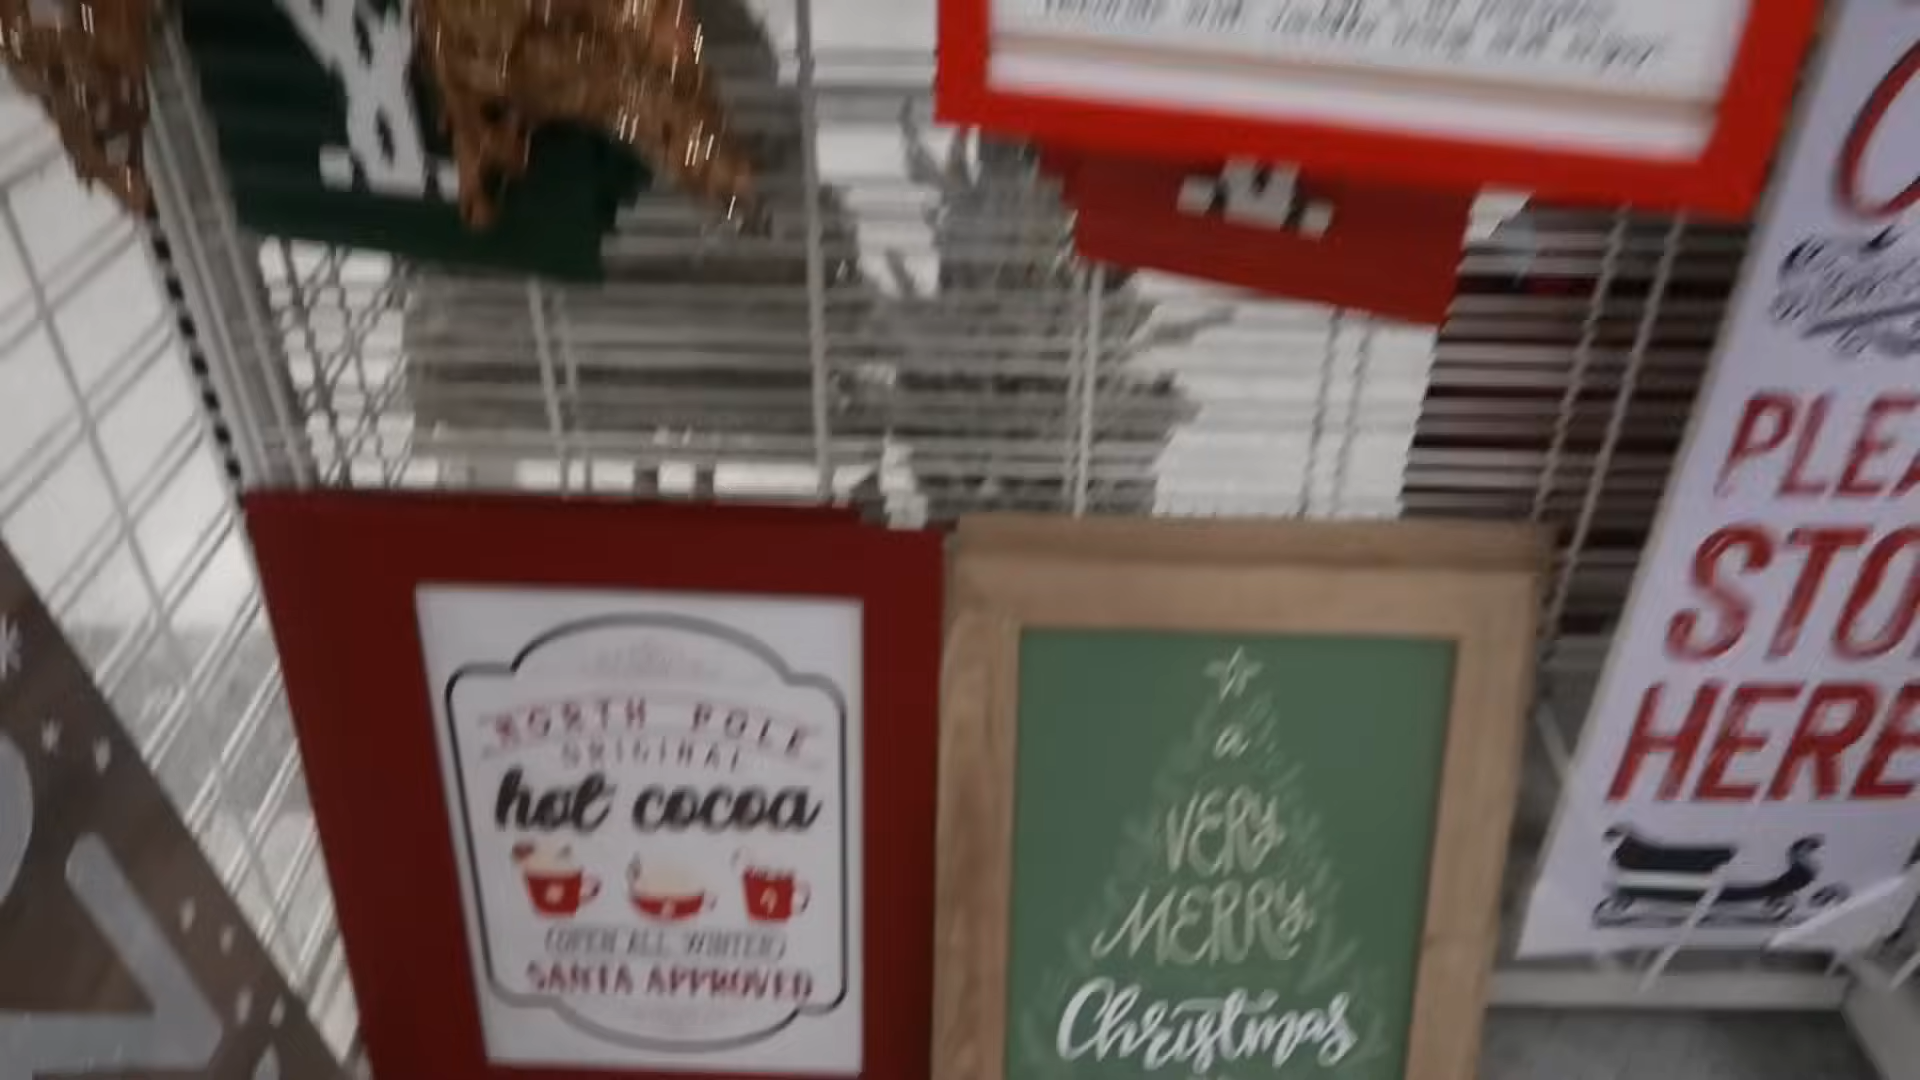 PLEA
STO
HERE
NORTH POLE
ORIGINAL
hot cocoa
(OPEN ALL WINTER)
SANTA APPROVED
a
VERY
MERRY
Christmas